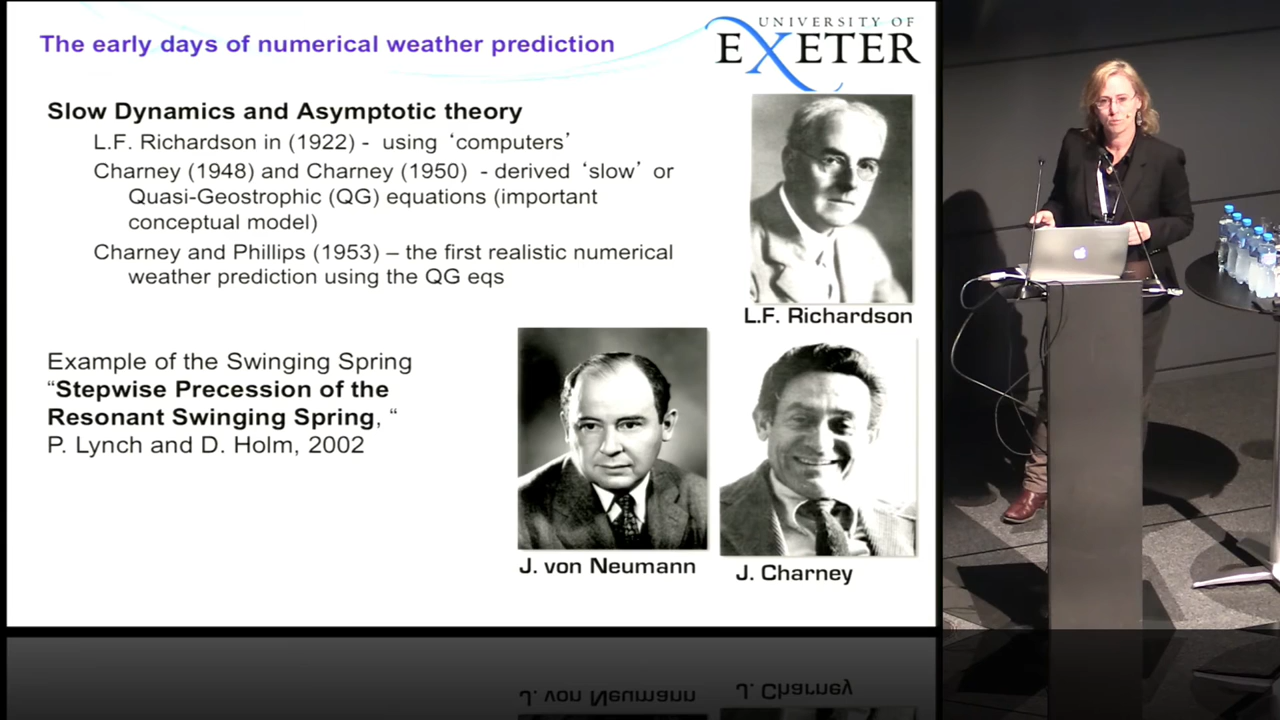 The early days of numerical weather prediction
UNIVERSITY OF
EXETER
Slow Dynamics and Asymptotic theory
L.F. Richardson in (1922) - using ‘computers’
Charney (1948) and Charney (1950) - derived ‘slow’ or
Quasi-Geostrophic (QG) equations (important
conceptual model)
Charney and Phillips (1953) – the first realistic numerical
weather prediction using the QG eqs
L.F. Richardson
Example of the Swinging Spring
“Stepwise Precession of the
Resonant Swinging Spring, “
P. Lynch and D. Holm, 2002
J. von Neumann
J. Charney
J. von Neumann
J. Charney